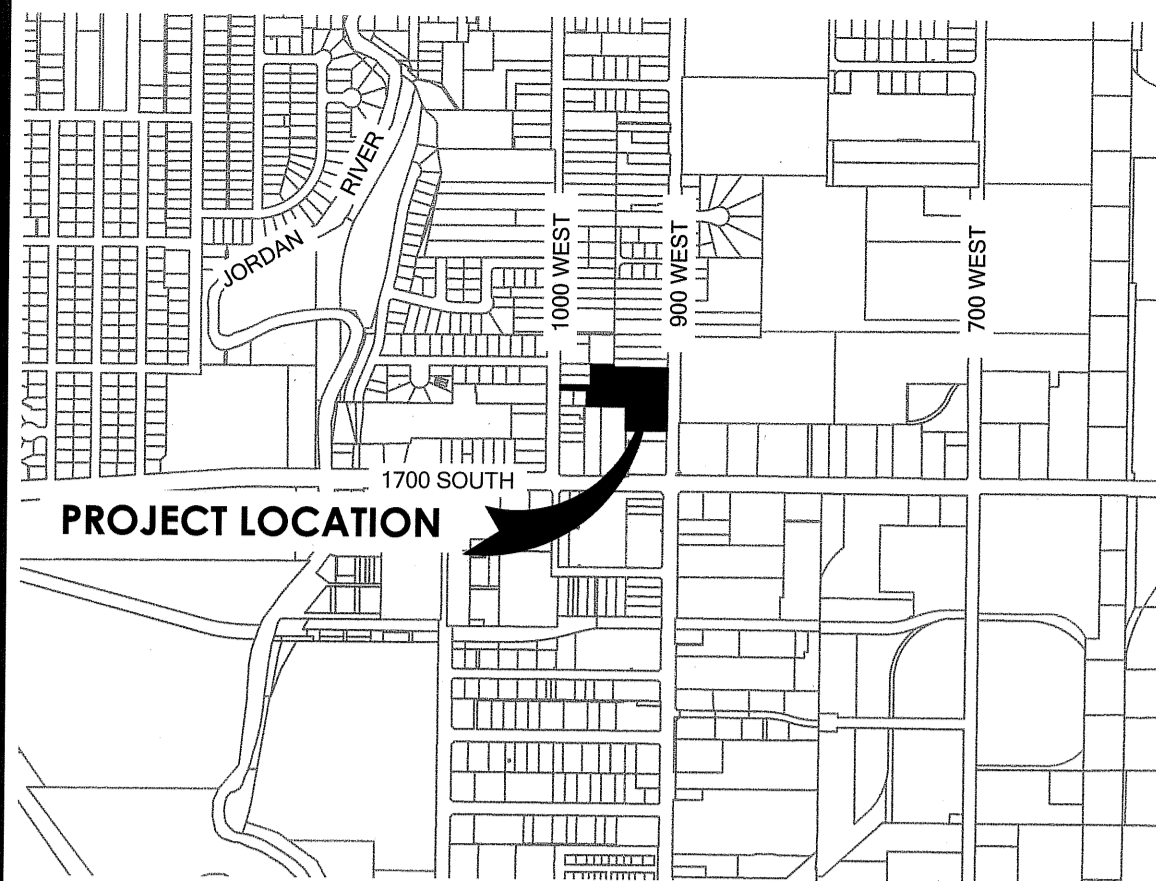 JORDAN RIVER
1000 WEST
900 WEST
700 WEST
1700 SOUTH
PROJECT LOCATION